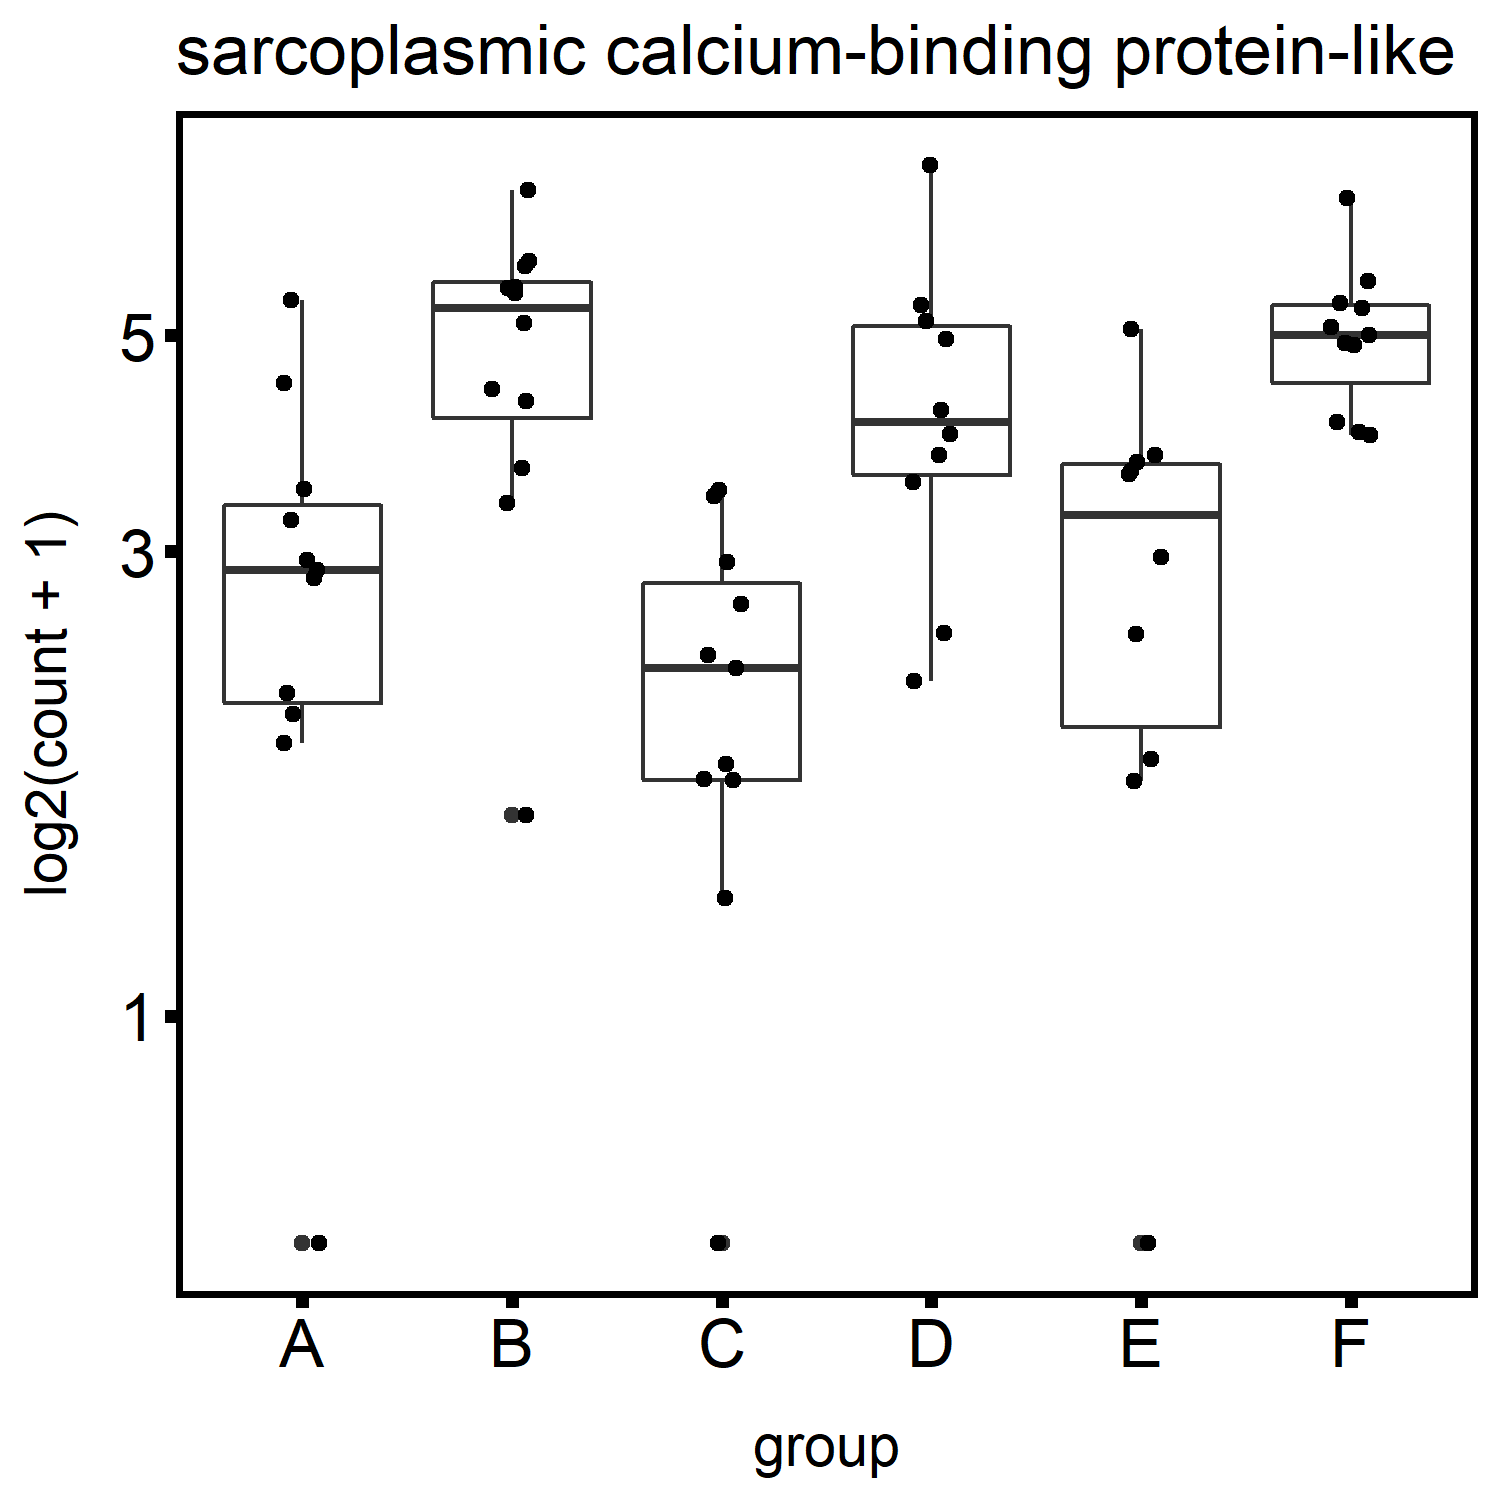 sarcoplasmic calcium-binding protein-like
log2(count + 1)
5
3
1
A B C D E F
group